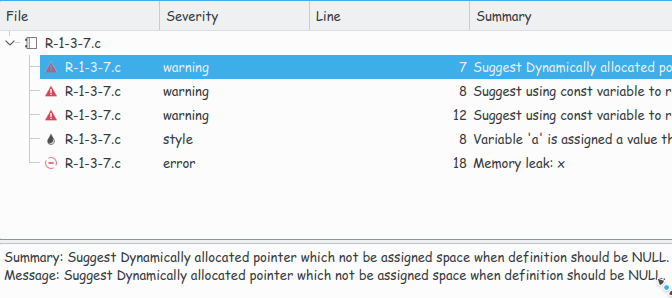 File Severity Line Summary
R-1-3-7.c
R-1-3-7.c warning 7 Suggest Dynamically allocated
R-1-3-7.c warning 8 Suggest using const variable to
R-1-3-7.c warning 12 Suggest using const variable to
R-1-3-7.c style 8 Variable 'a' is assigned a value
R-1-3-7.c error 18 Memory leak: x
Summary: Suggest Dynamically allocated pointer which not be assigned space when definition should be NULL.
Message: Suggest Dynamically allocated pointer which not be assigned space when definition should be NULL.